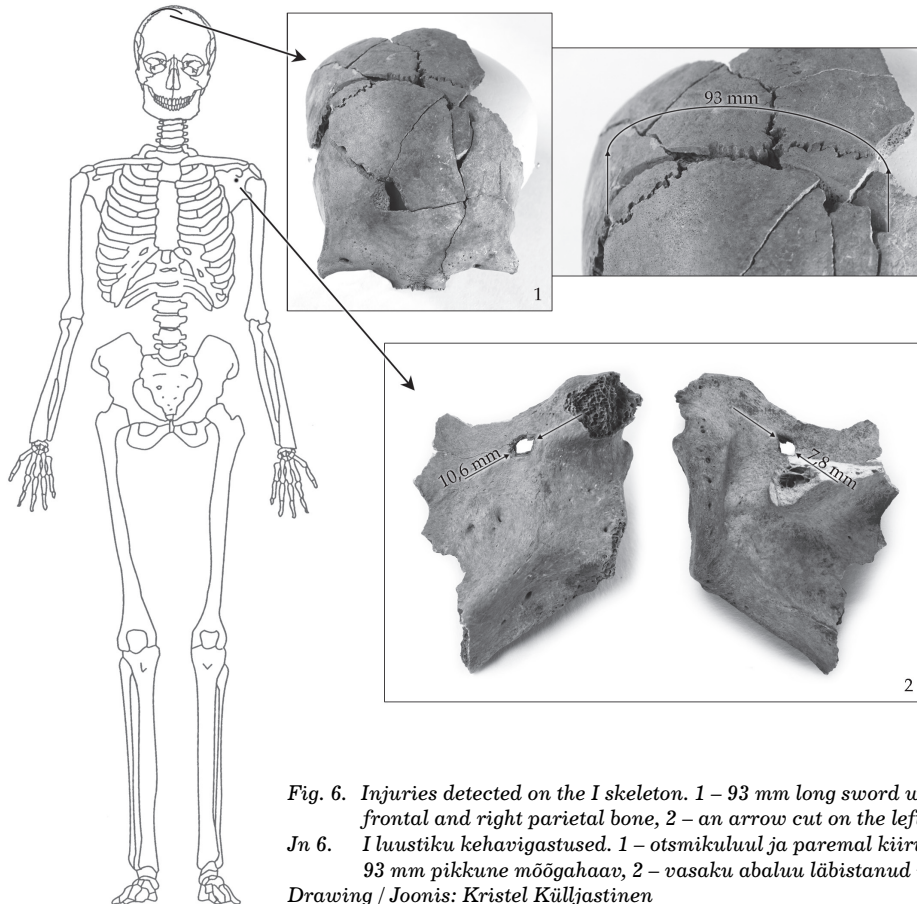 93 mm
1
10,6 mm
7,8 mm
2
Fig. 6. Injuries detected on the I skeleton. 1 – 93 mm long sword
frontal and right parietal bone, 2 – an arrow cut on the left
Jn 6. I luustiku kehavigastused. 1 – otsmikuluul ja paremal
93 mm pikkune mõõgahaav, 2 – vasaku abaluu läbistanud
Drawing / Joonis: Kristel Külljastinen